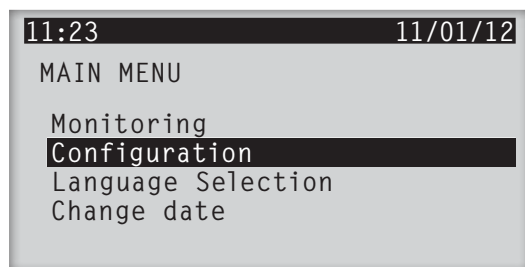 11:23 11/01/12
MAIN MENU
Monitoring
Configuration
Language Selection
Change date